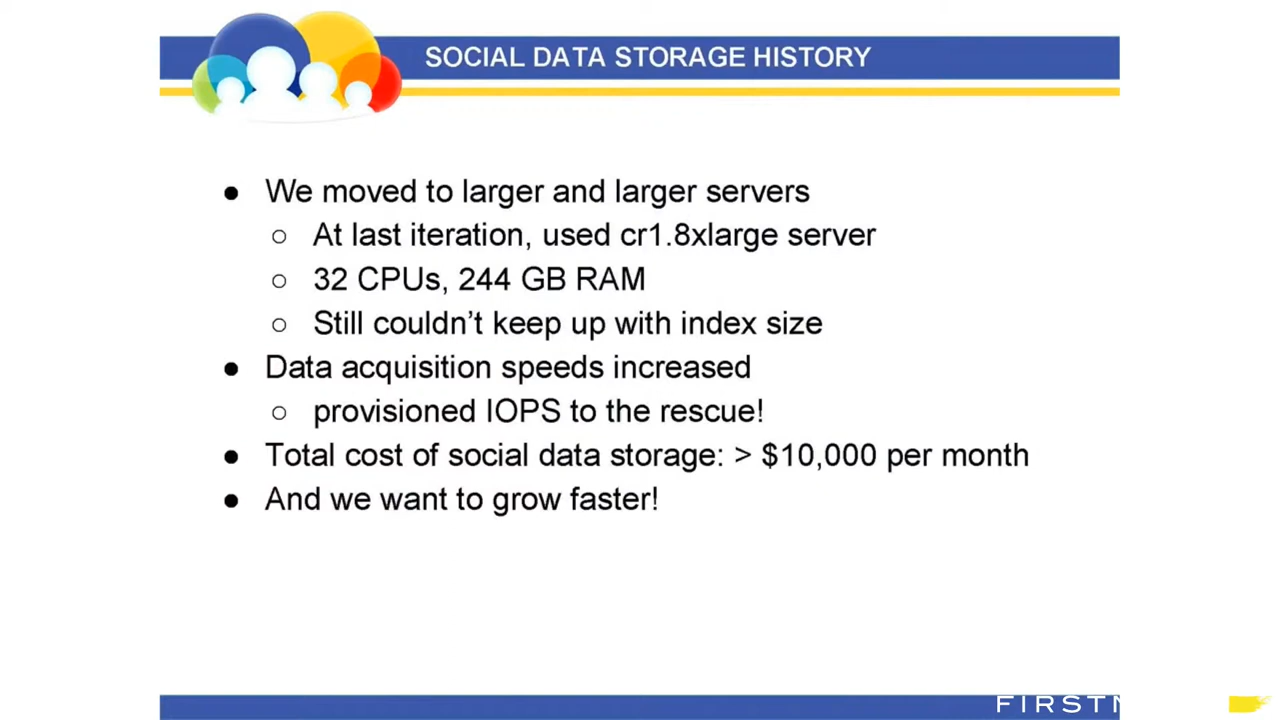 SOCIAL DATA STORAGE HISTORY
● We moved to larger and larger servers
○ At last iteration, used cr1.8xlarge server
○ 32 CPUs, 244 GB RAM
○ Still couldn't keep up with index size
● Data acquisition speeds increased
○ provisioned IOPS to the rescue!
● Total cost of social data storage: > $10,000 per month
● And we want to grow faster!